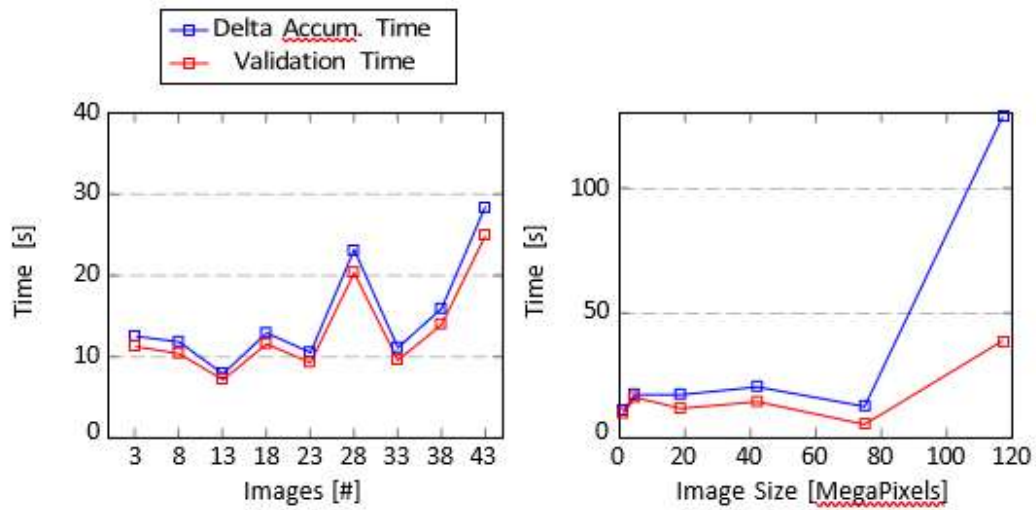 Delta Accum. Time
Validation Time
40
30
20
10
0
Time [s]
3 8 13 18 23 28 33 38 43
Images [#]
100
50
0
Time [s]
0 20 40 60 80 100 120
Image Size [MegaPixels]